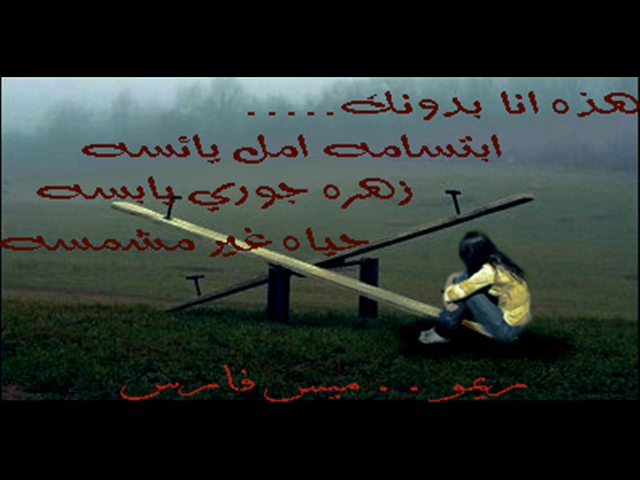 هذه انا بدونك.....
ابتسامه امل يائسه
زهره جوري يابسه
حياه غير مشمسه
ريمو . . ميس فارس